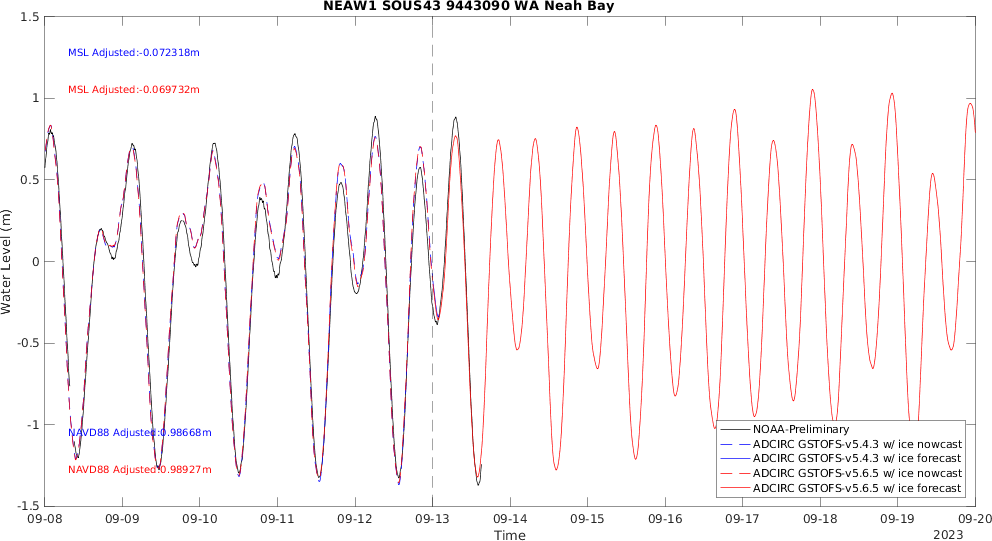 NEAW1 SOUS43 9443090 WA Neah Bay
MSL Adjusted:-0.072318m
MSL Adjusted:-0.069732m
NAVD88 Adjusted:0.98668m
NAVD88 Adjusted:0.98927m
1.5
1
0.5
0
-0.5
-1
-1.5
Water Level (m)
NOAA-Preliminary
ADCIRC GSTOFS-v5.4.3 w/ ice nowcast
ADCIRC GSTOFS-v5.4.3 w/ ice forecast
ADCIRC GSTOFS-v5.6.5 w/ ice nowcast
ADCIRC GSTOFS-v5.6.5 w/ ice forecast
09-08 09-09 09-10 09-11 09-12 09-13 09-14 09-15 09-16 09-17 09-18 09-19 09-20
Time
2023